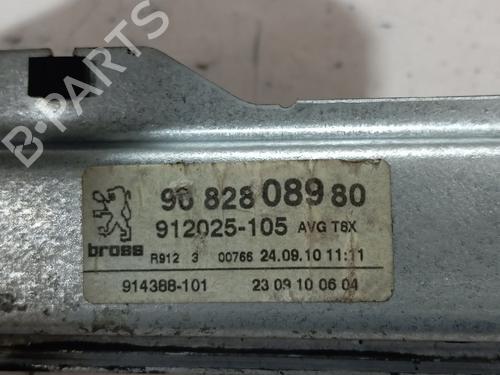 B-PARTS
96 828 089 80
912025-105 AVG T8X
brose
R912 3 00766 24.09.10 11:11
914388-101 23 09 10 06 04